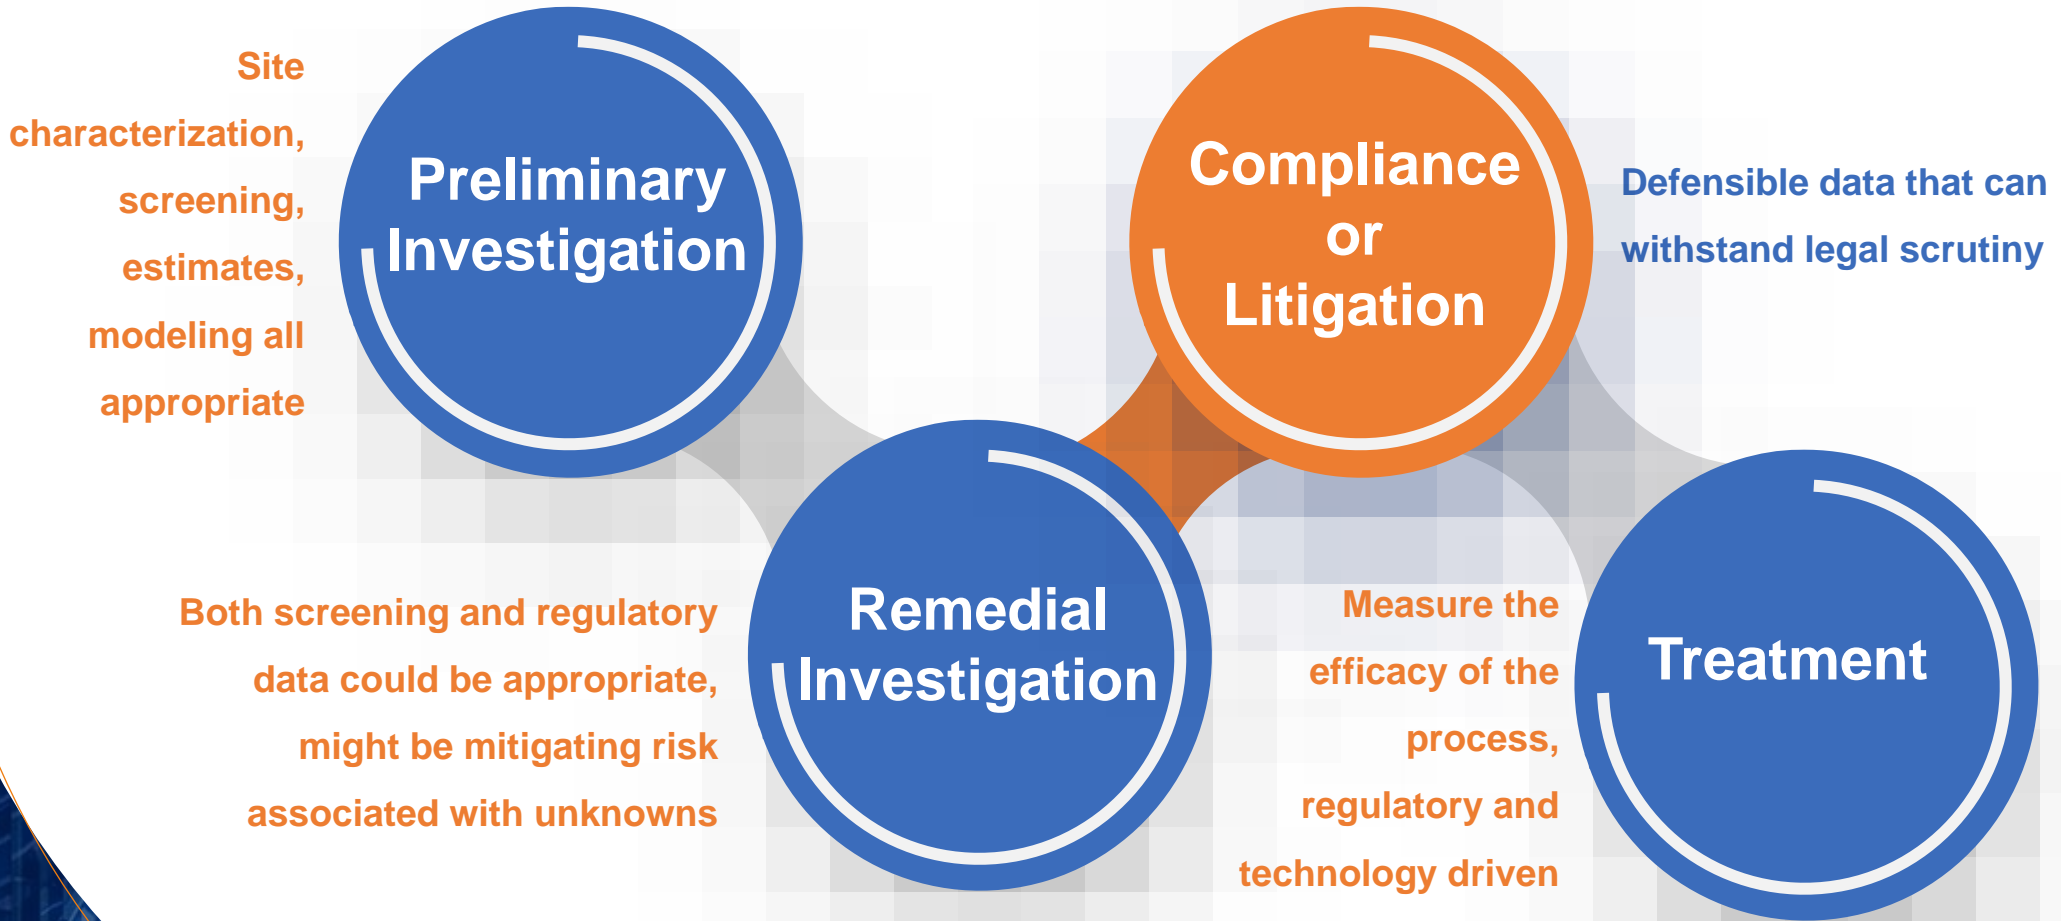 Site
characterization,
screening,
estimates,
modeling all
appropriate
Preliminary
Investigation
Compliance
or
Litigation
Defensible data that can
withstand legal scrutiny
Both screening and regulatory
data could be appropriate,
might be mitigating risk
associated with unknowns
Remedial
Investigation
Measure the
efficacy of the
process,
regulatory and
technology driven
Treatment